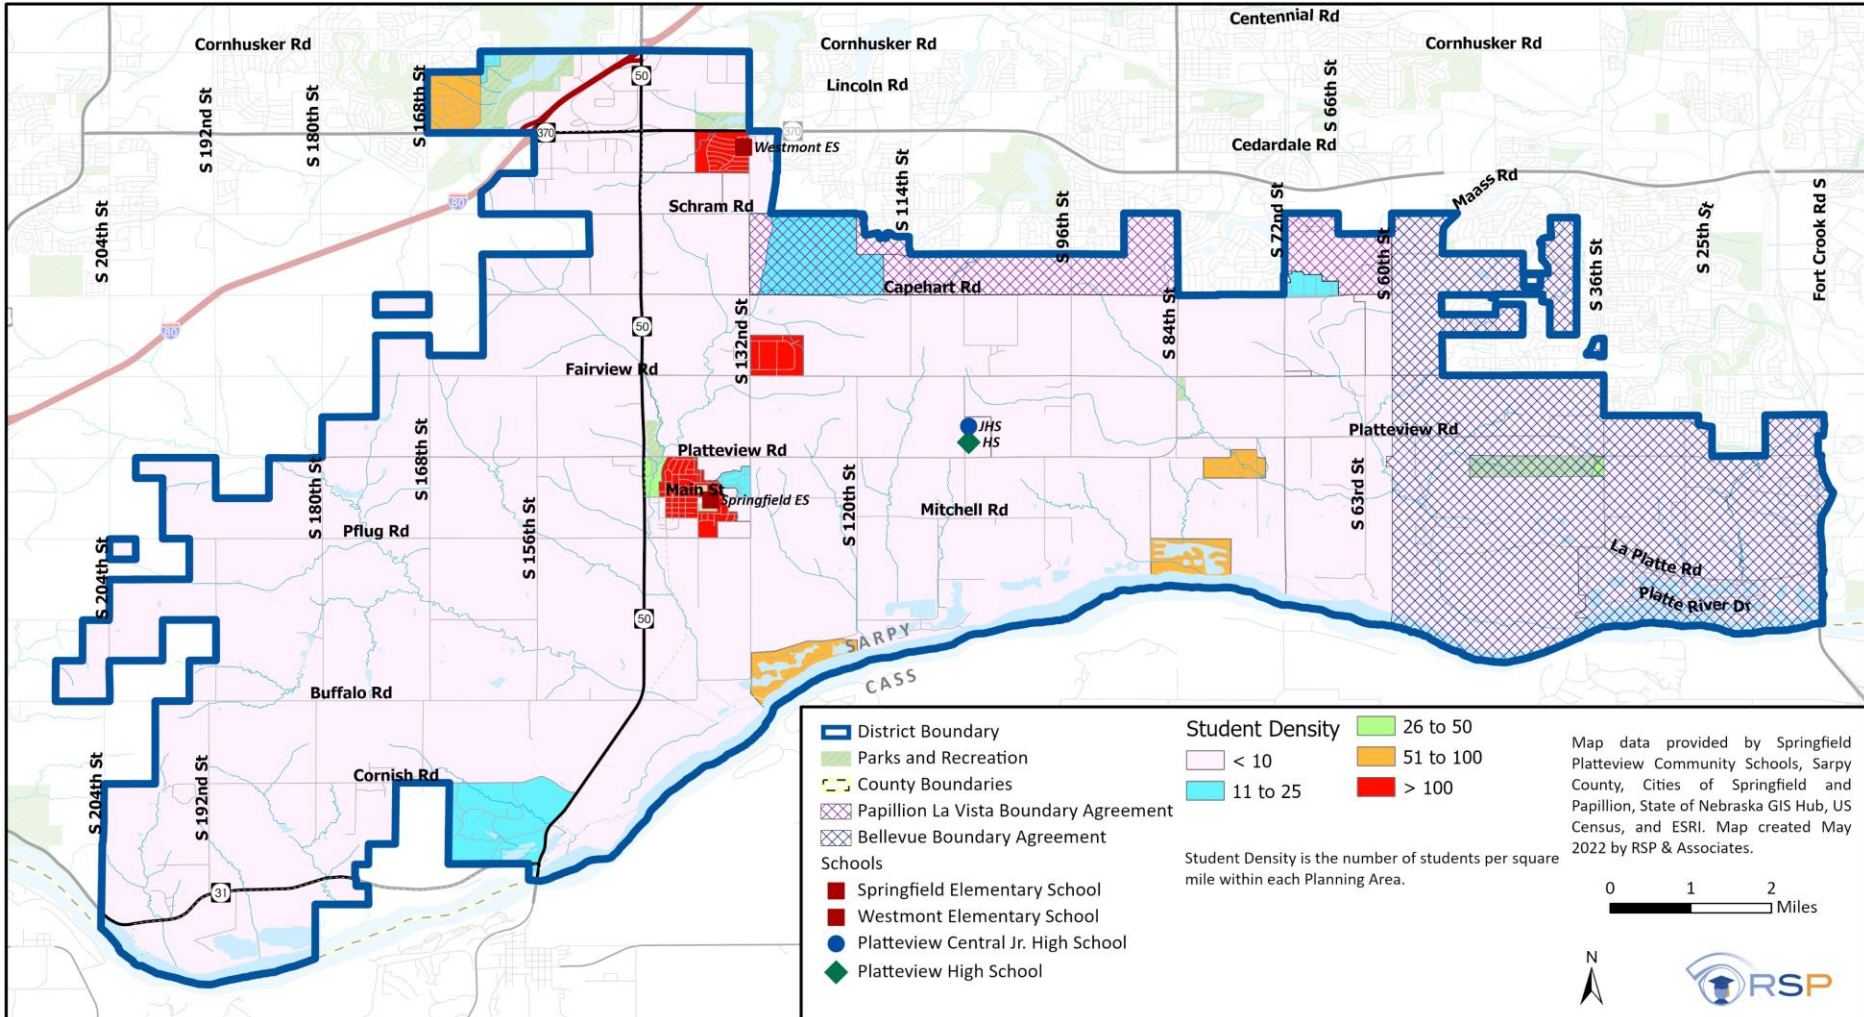 Centennial Rd
Cornhusker Rd
Cornhusker Rd
Cornhusker Rd
50
Lincoln Rd
S 192nd St
S 180th St
S 168th St
S 66th St
370
370
Westmont ES
Cedardale Rd
S 114th St
Maass Rd
80
Schram Rd
S 204th St
S 96th St
S 72nd St
S 60th St
S 36th St
S 25th St
Fort Crook Rd S
Capehart Rd
80
50
S 132nd St
S 84th St
Fairview Rd
JHS
HS
Platteview Rd
Platteview Rd
S 168th St
S 180th St
Main St
Springfield ES
S 120th St
S 63rd St
Mitchell Rd
Pflug Rd
S 156th St
S 204th St
La Platte Rd
Platte River Dr
50
SARPY
CASS
Buffalo Rd
Cornish Rd
S 204th St
S 192nd St
31
District Boundary
Parks and Recreation
County Boundaries
Papillion La Vista Boundary Agreement
Bellevue Boundary Agreement
Schools
Springfield Elementary School
Westmont Elementary School
Platteview Central Jr. High School
Platteview High School
Student Density
< 10
11 to 25
26 to 50
51 to 100
> 100
Student Density is the number of students per square
mile within each Planning Area.
Map data provided by Springfield
Platteview Community Schools, Sarpy
County, Cities of Springfield and
Papillion, State of Nebraska GIS Hub, US
Census, and ESRI. Map created May
2022 by RSP & Associates.
0 1 2
Miles
N
RSP